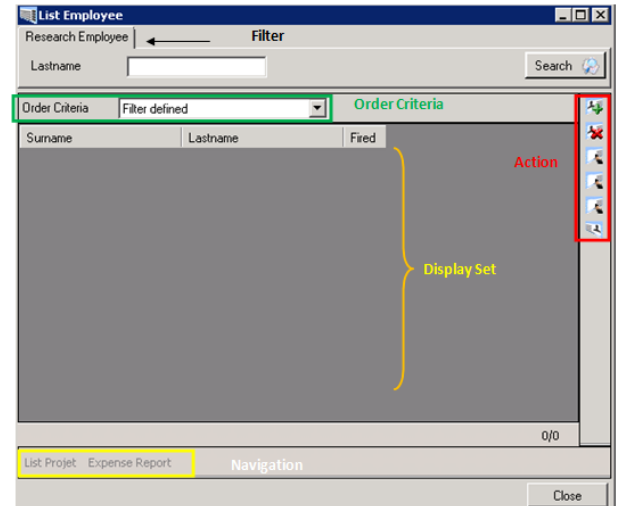 List Employee
Research Employee Filter
Lastname Search
Order Criteria Filter defined Order Criteria
Surname Lastname Fired
Action
Display Set
0/0
List Projet Expense Report Navigation
Close